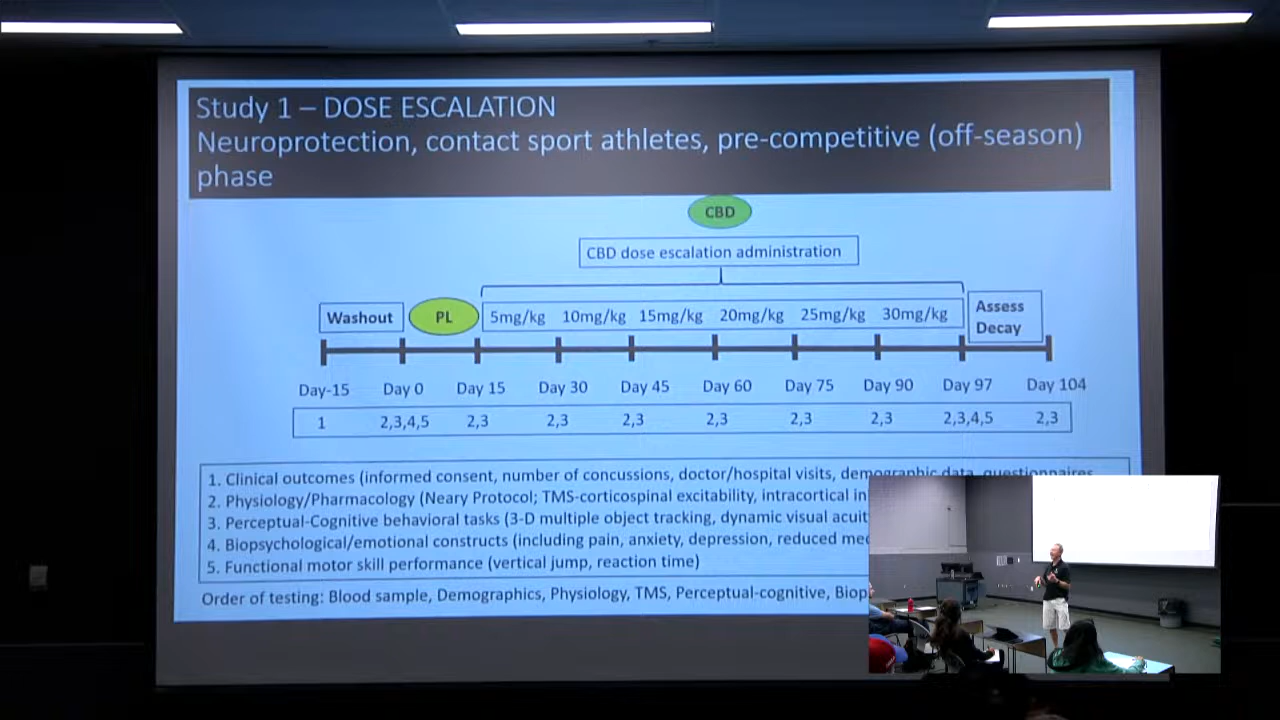 Study 1 – DOSE ESCALATION
Neuroprotection, contact sport athletes, pre-competitive (off-season)
phase
CBD
CBD dose escalation administration
Washout
PL
5mg/kg 10mg/kg 15mg/kg 20mg/kg 25mg/kg 30mg/kg
Assess
Decay
Day-15 Day 0 Day 15 Day 30 Day 45 Day 60 Day 75 Day 90 Day 97 Day 104
1 2,3,4,5 2,3 2,3 2,3 2,3 2,3 2,3 2,3,4,5 2,3
1. Clinical outcomes (informed consent, number of concussions, doctor/hospital visits, demographic data, questionnaires
2. Physiology/Pharmacology (Neary Protocol; TMS-corticospinal excitability, intracortical in
3. Perceptual-Cognitive behavioral tasks (3-D multiple object tracking, dynamic visual acuit
4. Biopsychological/emotional constructs (including pain, anxiety, depression, reduced med
5. Functional motor skill performance (vertical jump, reaction time)
Order of testing: Blood sample, Demographics, Physiology, TMS, Perceptual-cognitive, Biop